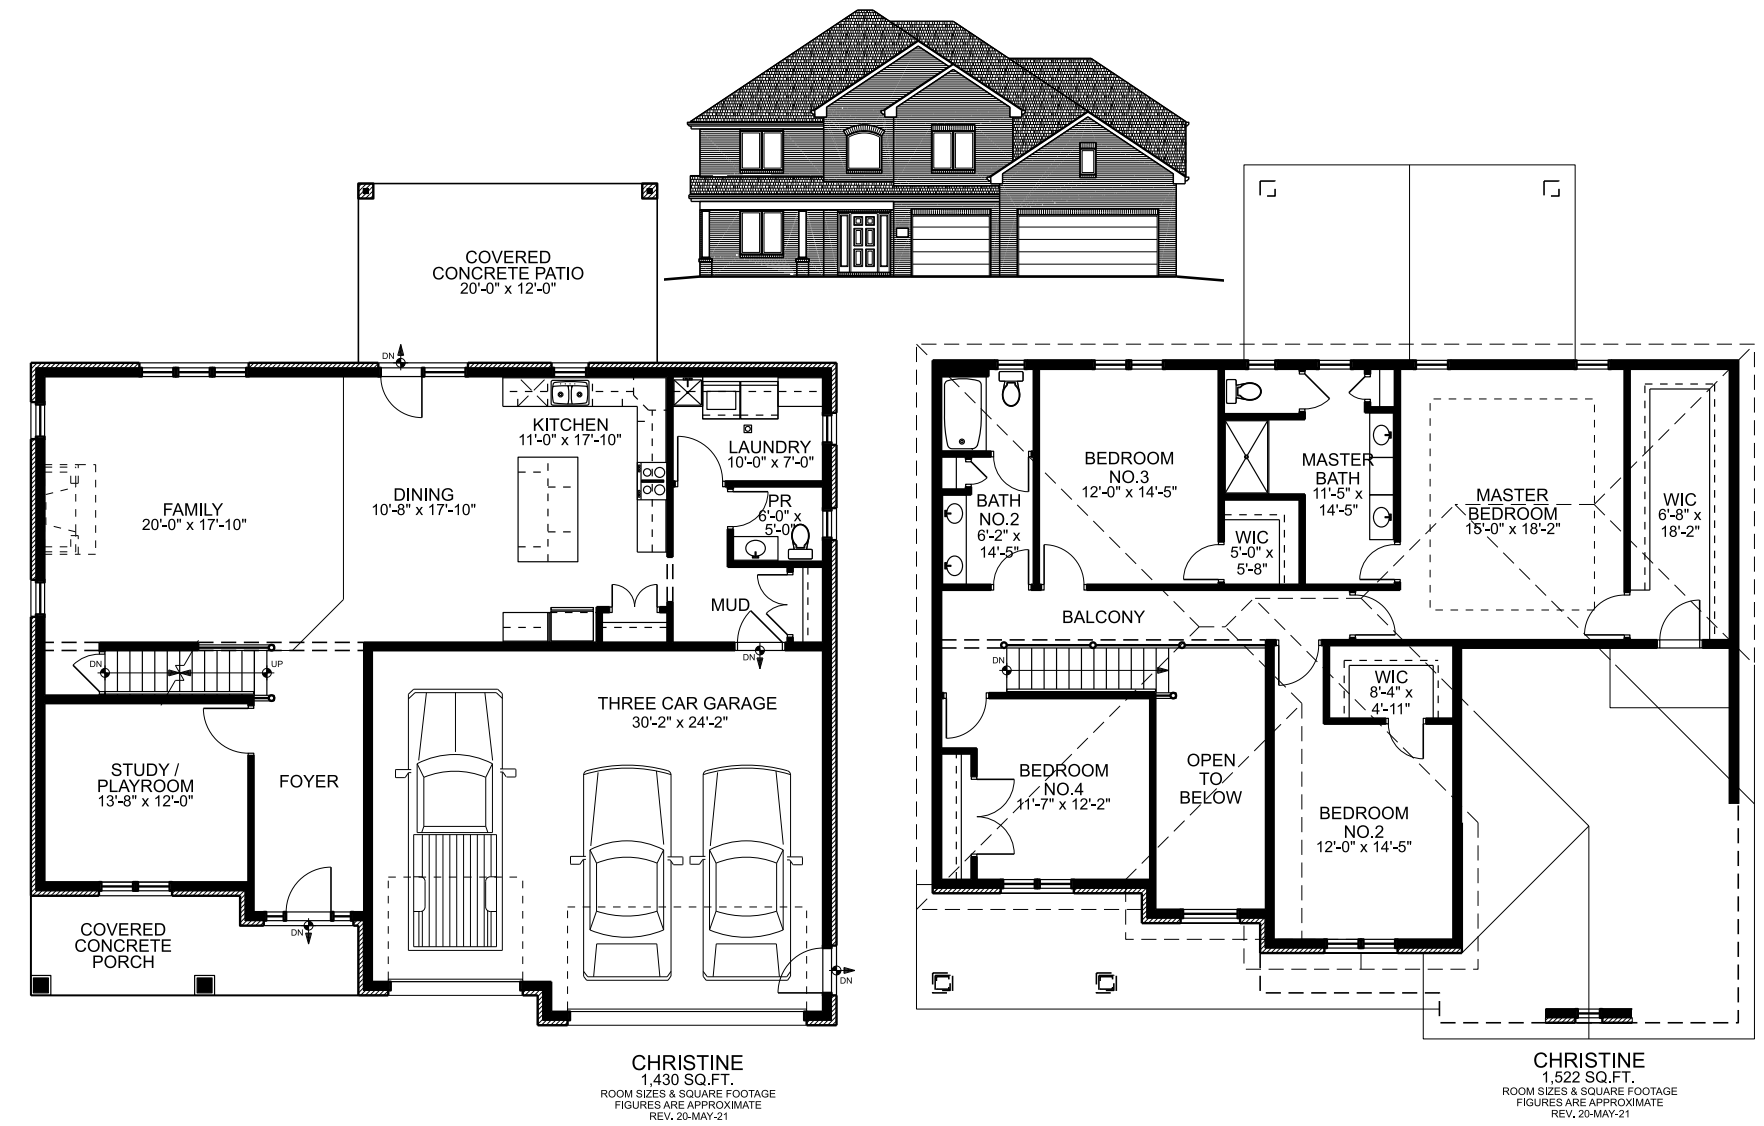 COVERED
CONCRETE PATIO
20'-0" x 12'-0"
DN
KITCHEN
11'-0" x 17'-10"
LAUNDRY
10'-0" x 7'-0"
DINING
10'-8" x 17'-10"
FAMILY
20'-0" x 17'-10"
PR
6'-0" x
5'-0"
MUD
DN
DN
UP
THREE CAR GARAGE
30'-2" x 24'-2"
STUDY /
PLAYROOM
13'-8" x 12'-0"
FOYER
COVERED
CONCRETE
PORCH
DN
DN
CHRISTINE
1,430 SQ.FT.
ROOM SIZES & SQUARE FOOTAGE
FIGURES ARE APPROXIMATE
REV. 20-MAY-21
BEDROOM
NO.3
12'-0" x 14'-5"
MASTER
BATH
11'-5" x
14'-5"
BATH
NO.2
6'-2" x
14'-5"
MASTER
BEDROOM
15'-0" x 18'-2"
WIC
6'-8" x
18'-2"
WIC
5'-0" x
5'-8"
BALCONY
DN
WIC
8'-4" x
4'-11"
BEDROOM
NO.4
11'-7" x 12'-2"
OPEN
TO
BELOW
BEDROOM
NO.2
12'-0" x 14'-5"
CHRISTINE
1,522 SQ.FT.
ROOM SIZES & SQUARE FOOTAGE
FIGURES ARE APPROXIMATE
REV. 20-MAY-21